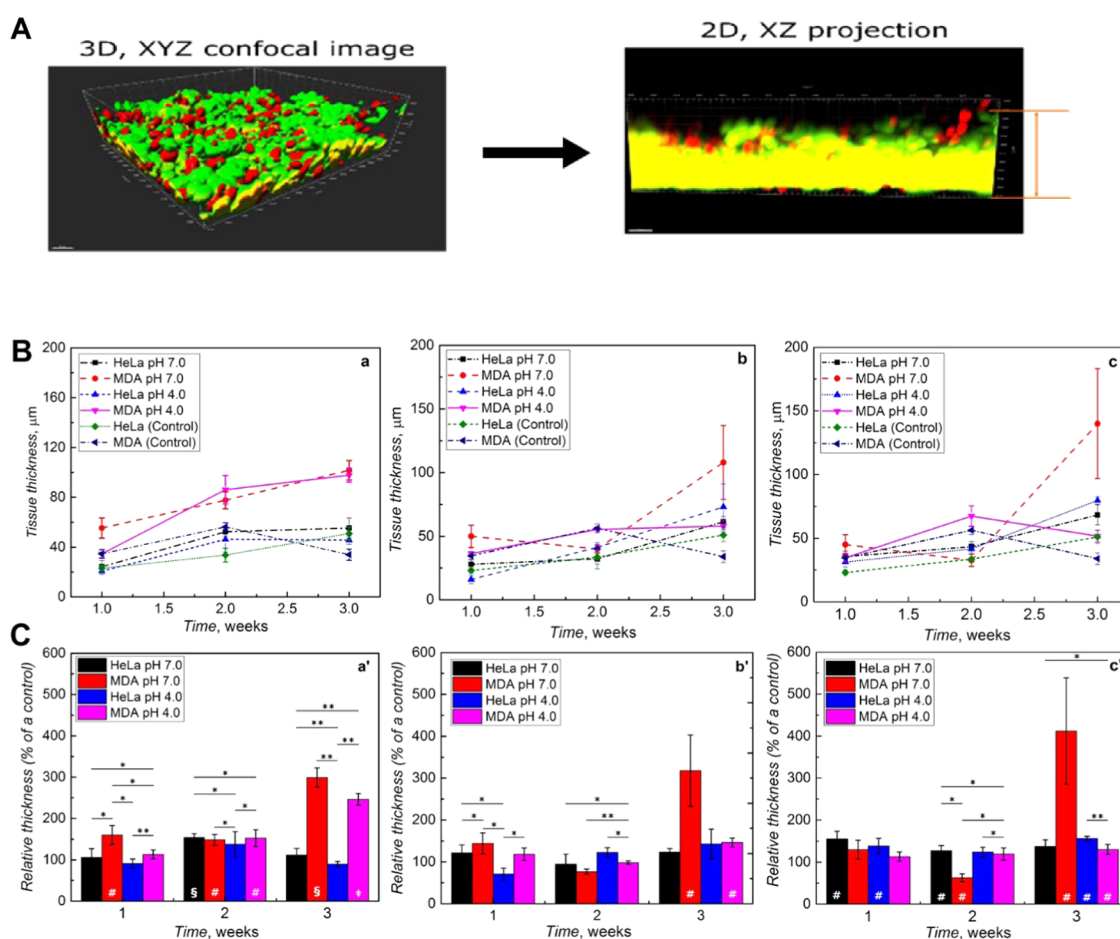 A
3D, XYZ confocal image
2D, XZ projection
B
a
HeLa pH 7.0
MDA pH 7.0
HeLa pH 4.0
MDA pH 4.0
HeLa (Control)
MDA (Control)
Tissue thickness, μm
200
160
120
80
40
0
1.0 1.5 2.0 2.5 3.0
Time, weeks
b
HeLa pH 7.0
MDA pH 7.0
HeLa pH 4.0
MDA pH 4.0
HeLa (Control)
MDA (Control)
Tissue thickness, μm
200
150
100
50
0
1.0 1.5 2.0 2.5 3.0
Time, weeks
c
HeLa pH 7.0
MDA pH 7.0
HeLa pH 4.0
MDA pH 4.0
HeLa (Control)
MDA (Control)
Tissue thickness, μm
200
150
100
50
0
1.0 1.5 2.0 2.5 3.0
Time, weeks
C
a'
HeLa pH 7.0
MDA pH 7.0
HeLa pH 4.0
MDA pH 4.0
Relative thickness (% of a control)
600
500
400
300
200
100
0
* * * * * **
* * * * *
** ** ** ** **
# § # # § ‡
1 2 3
Time, weeks
b'
HeLa pH 7.0
MDA pH 7.0
HeLa pH 4.0
MDA pH 4.0
Relative thickness (% of a control)
600
500
400
300
200
100
0
* * * *
* ** *
# #
1 2 3
Time, weeks
c'
HeLa pH 7.0
MDA pH 7.0
HeLa pH 4.0
MDA pH 4.0
Relative thickness (% of a control)
600
500
400
300
200
100
0
* * * *
* **
# # # # # # #
1 2 3
Time, weeks